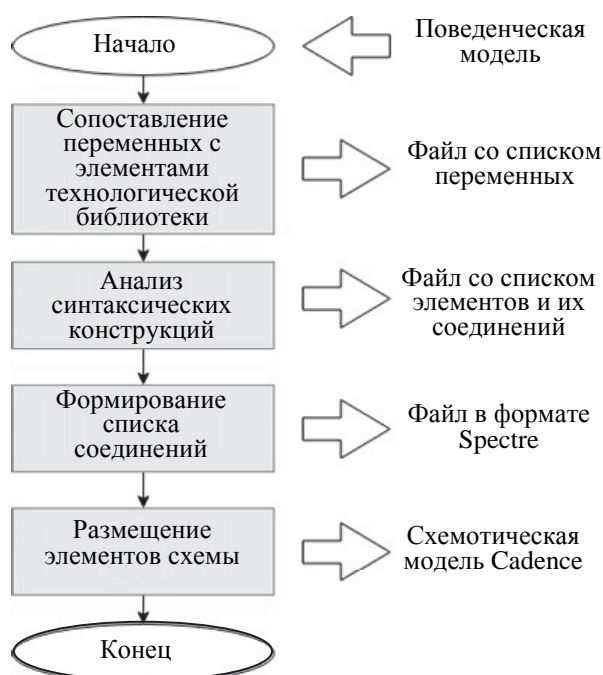 Начало
Поведенческая
модель
Сопоставление
переменных с
элементами
технологической
библиотеки
Файл со списком
переменных
Анализ
синтаксических
конструкций
Файл со списком
элементов и их
соединений
Формирование
списка
соединений
Файл в формате
Spectre
Размещение
элементов схемы
Схемотическая
модель Cadence
Конец